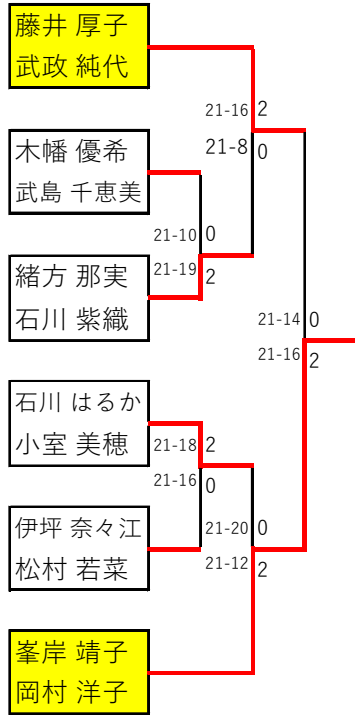 藤井 厚子
武政 純代
21-16 2
21-8 0
木幡 優希
武島 千恵美
21-10 0
21-19 2
緒方 那実
石川 紫織
21-14 0
21-16 2
石川 はるか
小室 美穂
21-18 2
21-16 0
伊坪 奈々江
松村 若菜
21-20 0
21-12 2
峯岸 靖子
岡村 洋子